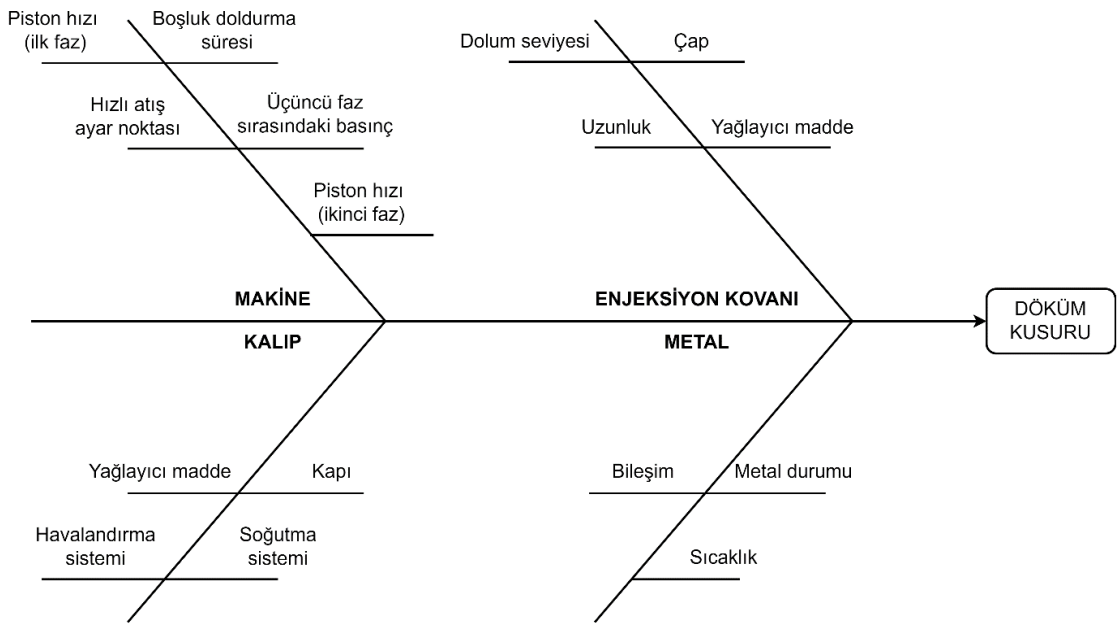 Piston hızı
(ilk faz)
Boşluk doldurma
süresi
Hızlı atış
ayar noktası
Üçüncü faz
sırasındaki basınç
Piston hızı
(ikinci faz)
MAKİNE
Dolum seviyesi
Çap
Uzunluk
Yağlayıcı madde
ENJEKSİYON KOVANI
DÖKÜM
KUSURU
KALIP
Yağlayıcı madde
Kapı
Havalandırma
sistemi
Soğutma
sistemi
METAL
Bileşim
Metal durumu
Sıcaklık